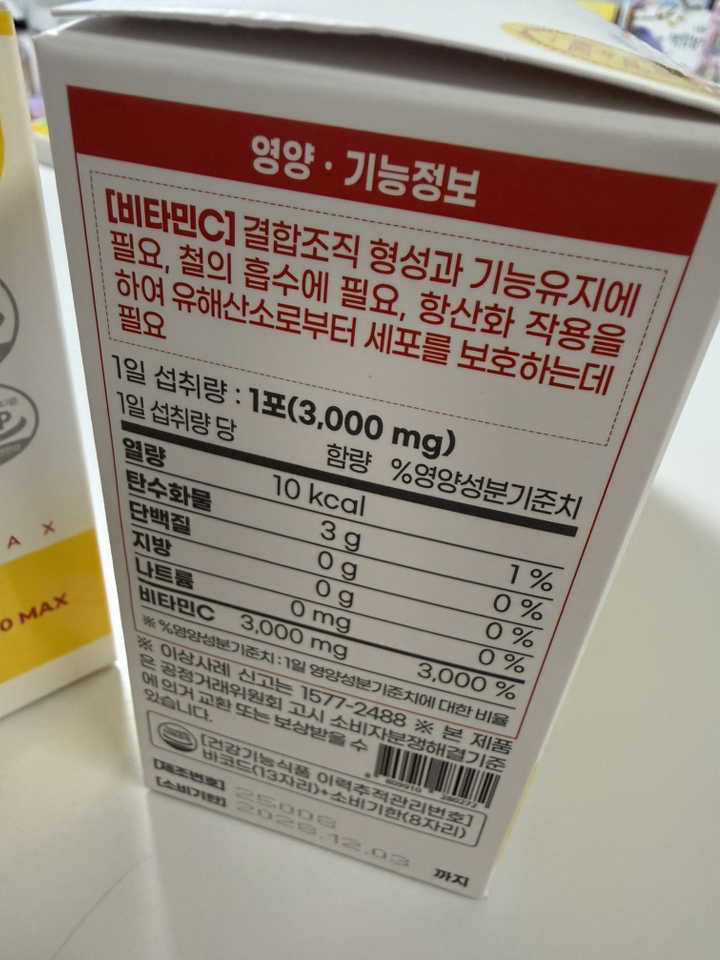 영양 · 기능정보
[비타민C] 결합조직 형성과 기능유지에
필요, 철의 흡수에 필요, 항산화 작용을
하여 유해산소로부터 세포를 보호하는데
필요
1일 섭취량 : 1포(3,000 mg)
1일 섭취량 당 함량 %영양성분기준치
열량 10 kcal
탄수화물 3 g 1 %
단백질 0 g 0 %
지방 0 g 0 %
나트륨 0 mg 0 %
비타민C 3,000 mg 3,000 %
※ %영양성분기준치 : 1일 영양성분기준치에 대한 비율
※ 이상사례 신고는 1577-2488 ※ 본 제품
은 공정거래위원회 고시 소비자분쟁해결기준
에 의거 교환 또는 보상받을 수
있습니다.
8 809910 280272
[건강기능식품 이력추적관리번호]
바코드(13자리)+소비기한(8자리)
[제조번호] 25008
[소비기한] 2028.12.03 까지
A X
0 MAX